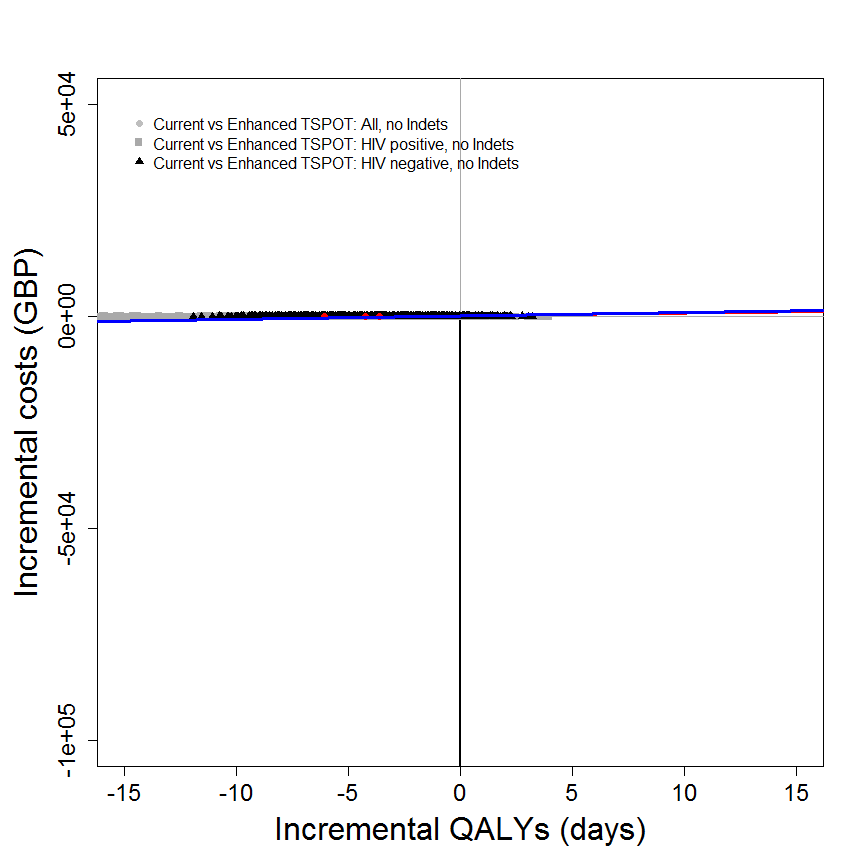 Current vs Enhanced TSPOT: All, no Indets
Current vs Enhanced TSPOT: HIV positive, no Indets
Current vs Enhanced TSPOT: HIV negative, no Indets
5e+04
0e+00
-5e+04
-1e+05
Incremental costs (GBP)
-15 -10 -5 0 5 10 15
Incremental QALYs (days)